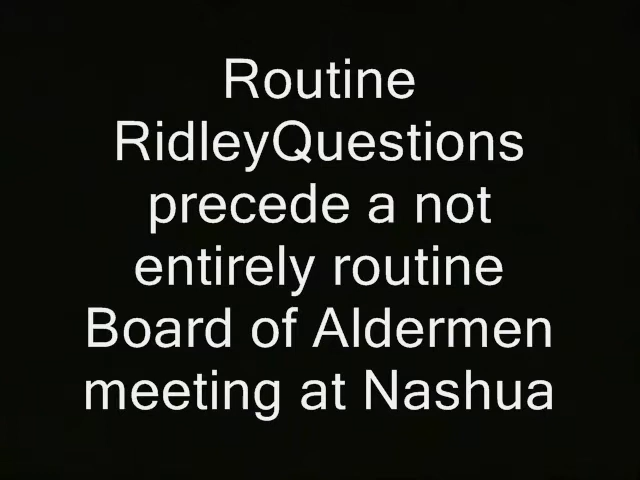 Routine
RidleyQuestions
precede a not
entirely routine
Board of Aldermen
meeting at Nashua